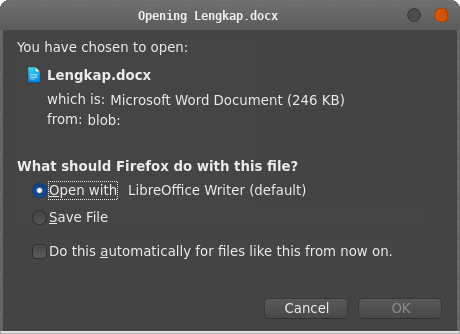 Opening Lengkap.docx
You have chosen to open:
Lengkap.docx
which is: Microsoft Word Document (246 KB)
from: blob:
What should Firefox do with this file?
Open with LibreOffice Writer (default)
Save File
Do this automatically for files like this from now on.
Cancel OK